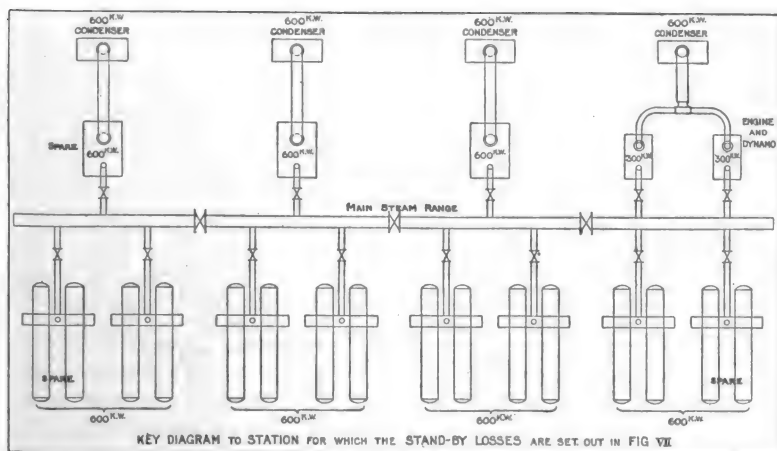 600 K.W. CONDENSER
600 K.W. CONDENSER
600 K.W. CONDENSER
600 K.W. CONDENSER
SPARE
600 K.W.
600 K.W.
600 K.W.
300 K.W.
300 K.W.
ENGINE AND DYNAMO
MAIN STEAM RANGE
SPARE
SPARE
600 K.W.
600 K.W.
600 K.W.
600 K.W.
KEY DIAGRAM TO STATION FOR WHICH THE STAND-BY LOSSES ARE SET OUT IN FIG VII